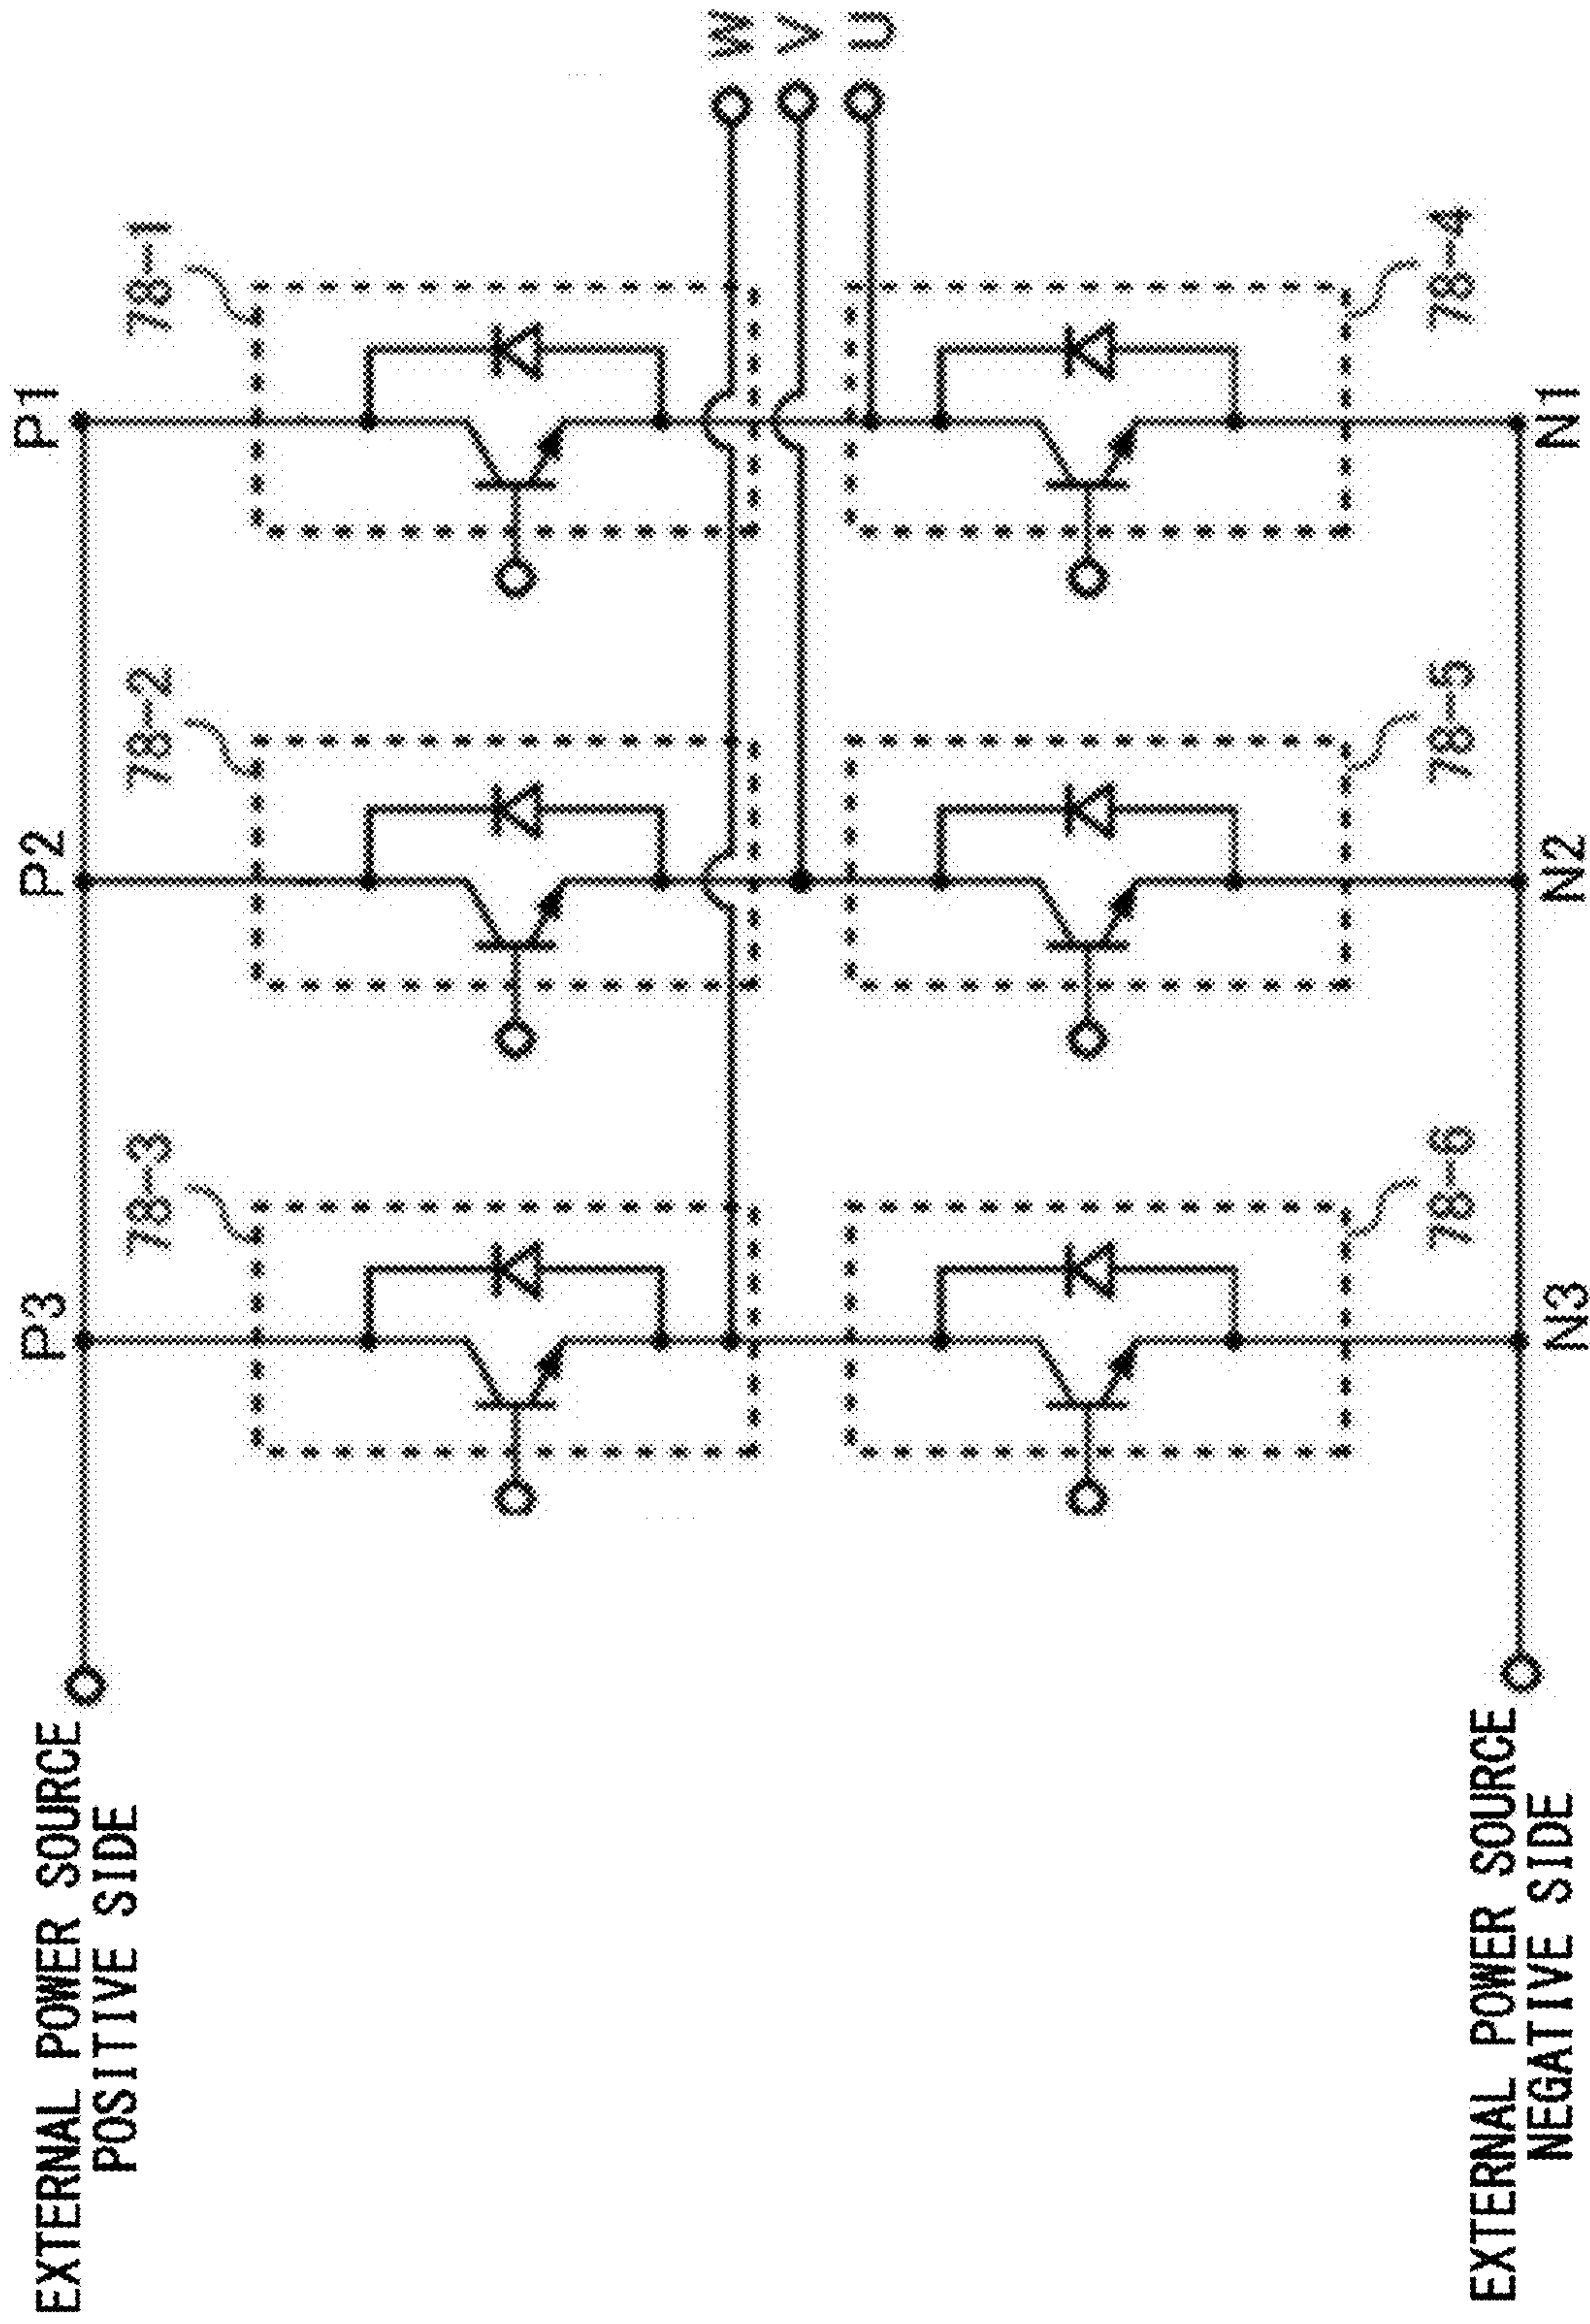 EXTERNAL POWER SOURCE
POSITIVE SIDE
P3
P2
P1
78-3
78-2
78-1
W
V
U
78-6
78-5
78-4
N3
N2
N1
EXTERNAL POWER SOURCE
NEGATIVE SIDE